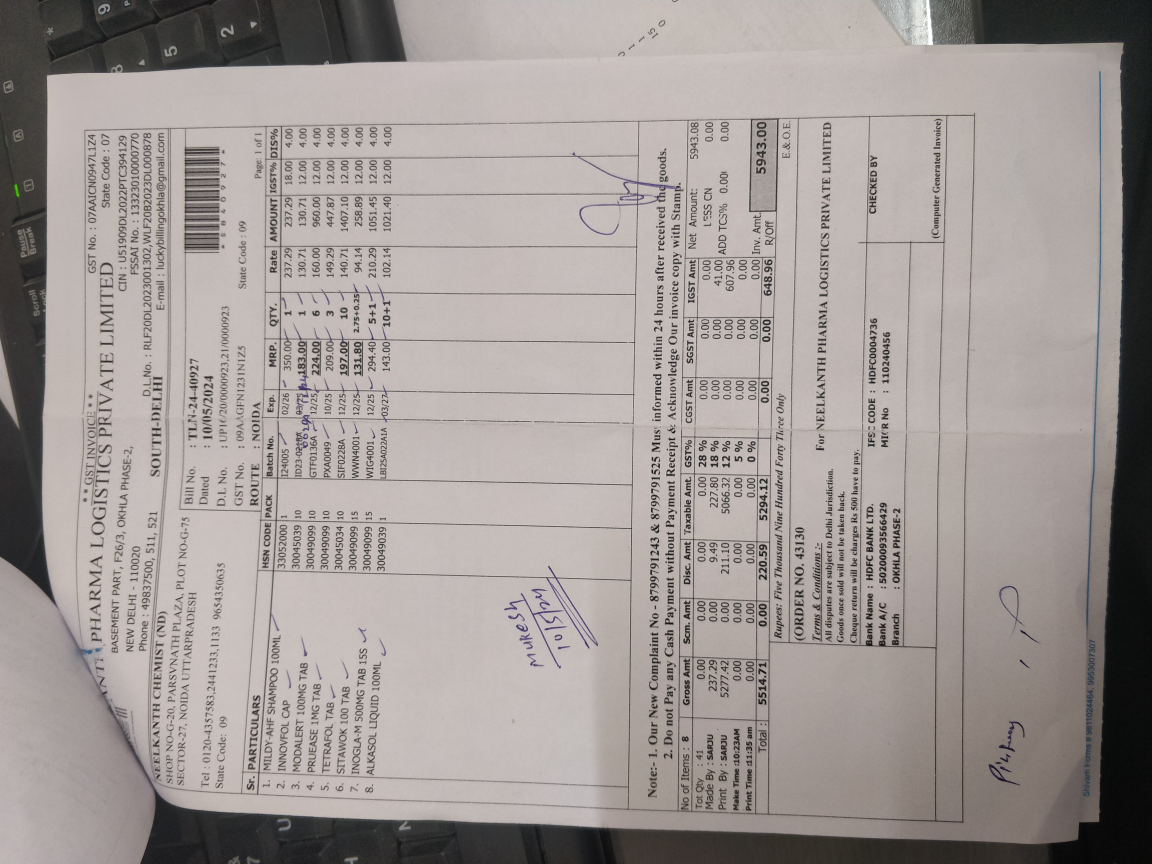 ** GST INVOICE **
PHARMA LOGISTICS PRIVATE LIMITED
BASEMENT PART, F26/3, OKHLA PHASE-2,
NEW DELHI - 110020
Phone : 49837500, 511, 521
SOUTH-DELHI
GST No. : 07AAICN0947L1Z4
State Code : 07
CIN : U51909DL2022PTC394129
FSSAI No. : 13323010000770
D.L.No. : RLF20DL2023001302,WLF20B2023DL000878
E-mail : luckybillingokhla@gmail.com
NEELKANTH CHEMIST (ND)
SHOP NO-G-20, PARSVNATH PLAZA, PLOT NO-G-75
SECTOR-27, NOIDA UTTARPRADESH
Tel : 0120-4357583,2441233,1133 9654350635
State Code: 09
Bill No. : TLN-24-40927
Dated : 10/05/2024
D.L. No. : UP16/20/0000923,21/0000923
GST No. : 09AAGFN1231N1Z5 State Code : 09
ROUTE : NOIDA Page: 1 of 1
Sr. PARTICULARS HSN CODE PACK Batch No. Exp. MRP. QTY. Rate AMOUNT IGST% DIS%
1. MILDY-AHF SHAMPOO 100ML 33052000 1 124005 02/26 350.00 1 237.29 237.29 18.00 4.00
2. INNOVFOL CAP 30045039 10 183.00 1 130.71 130.71 12.00 4.00
3. MODALERT 100MG TAB 30049099 10 GTF0136A 12/25 224.00 6 160.00 960.00 12.00 4.00
4. PRUEASE 1MG TAB 30049099 10 PXA0049 10/25 209.00 3 149.29 447.87 12.00 4.00
5. TETRAFOL TAB 30045034 10 SIF0228A 12/25 197.00 10 140.71 1407.10 12.00 4.00
6. SITAWOK 100 TAB 30049099 15 WWN4001 12/25 131.80 2.75+0.25 94.14 258.89 12.00 4.00
7. INOGLA-M 500MG TAB 15S 30049099 15 WIG4001 12/25 294.40 5+1 210.29 1051.45 12.00 4.00
8. ALKASOL LIQUID 100ML 30049039 1 LBI25A022A1A 03/27 143.00 10+1 102.14 1021.40 12.00 4.00
Mukesh
10/5/24
Note:- 1. Our New Complaint No - 8799791243 & 8799791525 Must informed within 24 hours after received the goods.
2. Do not Pay any Cash Payment without Payment Receipt & Acknowledge Our invoice copy with Stamp.
No of Items : 8 Gross Amt Scm. Amt Disc. Amt Taxable Amt. GST% CGST Amt SGST Amt IGST Amt Net Amount: 5943.08
Tot Qty : 41 0.00 0.00 0.00 0.00 28 % 0.00 0.00 0.00 LESS CN 0.00
Made By : SARJU 237.29 0.00 9.49 227.80 18 % 0.00 0.00 41.00
Print By : SARJU 5277.42 0.00 211.10 5066.32 12 % 0.00 0.00 607.96 ADD TCS% 0.00 0.00
Make Time :10:23AM 0.00 0.00 0.00 0.00 5 % 0.00 0.00 0.00
Print Time :11:35 am 0.00 0.00 0.00 0.00 0 % 0.00 0.00 0.00 Inv. Amt. 5943.00
Total : 5514.71 0.00 220.59 5294.12 0.00 0.00 648.96 R/Off
Rupees: Five Thousand Nine Hundred Forty Three Only E.& O.E.
(ORDER NO. 43130
For NEELKANTH PHARMA LOGISTICS PRIVATE LIMITED
Terms & Conditions :-
All disputes are subject to Delhi Jurisdiction.
Goods once sold will not be taken back.
Cheque return will be charges Rs 500 have to pay.
Bank Name : HDFC BANK LTD. IFSC CODE : HDFC0004736
Bank A/C : 50200093566429 MICR No : 110240456
Branch : OKHLA PHASE-2
CHECKED BY
(Computer Generated Invoice)